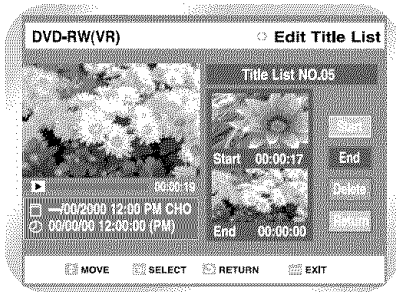 DVD-RW(VR)
Edit Title List
Title List NO.05
00:00:19
—/00/2000 12:00 PM CHO
00/00/00 12:00:00 (PM)
Start 00:00:17
End 00:00:00
Start
End
Delete
Return
MOVE SELECT RETURN EXIT